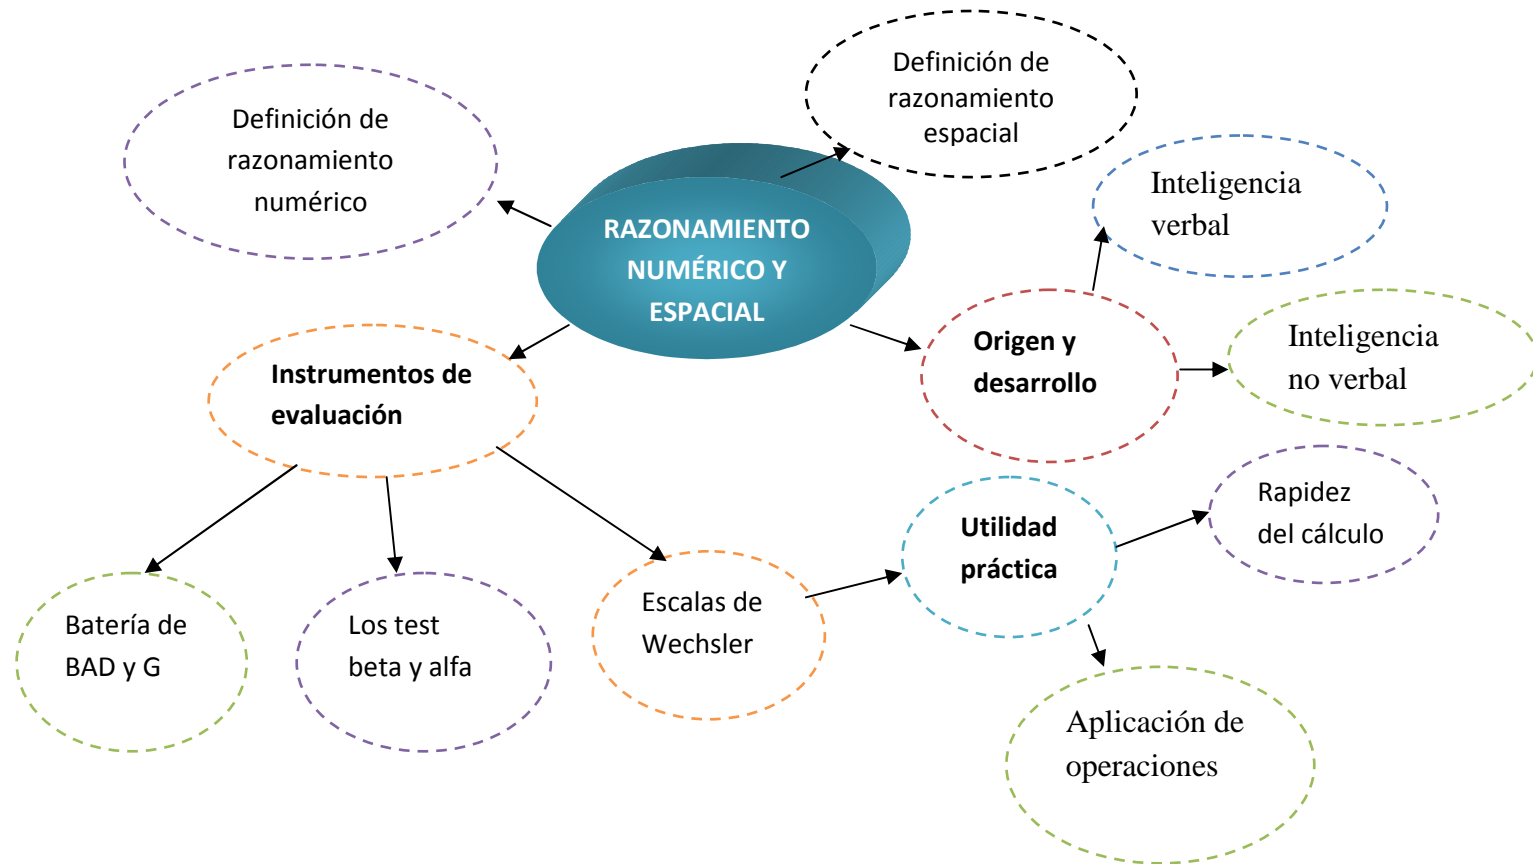 Definición de
razonamiento
espacial
Definición de
razonamiento
numérico
RAZONAMIENTO
NUMÉRICO Y
ESPACIAL
Inteligencia
verbal
Origen y
desarrollo
Inteligencia
no verbal
Instrumentos de
evaluación
Utilidad
práctica
Rapidez
del cálculo
Batería de
BAD y G
Los test
beta y alfa
Escalas de
Wechsler
Aplicación de
operaciones